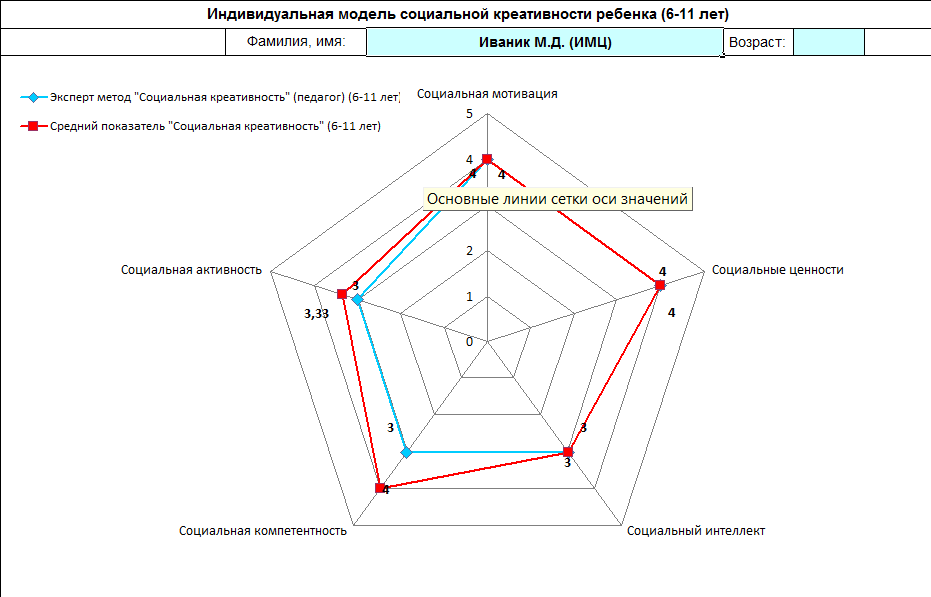 Индивидуальная модель социальной креативности ребенка (6-11 лет)
Фамилия, имя: Иваник М.Д. (ИМЦ) Возраст:
Эксперт метод "Социальная креативность" (педагог) (6-11 лет)
Средний показатель "Социальная креативность" (6-11 лет)
Социальная мотивация
5
4
4 4
Основные линии сетки оси значений
2
1
0
Социальные ценности
4
4
Социальная активность
3
3,33
3
3
3
4
Социальная компетентность
Социальный интеллект